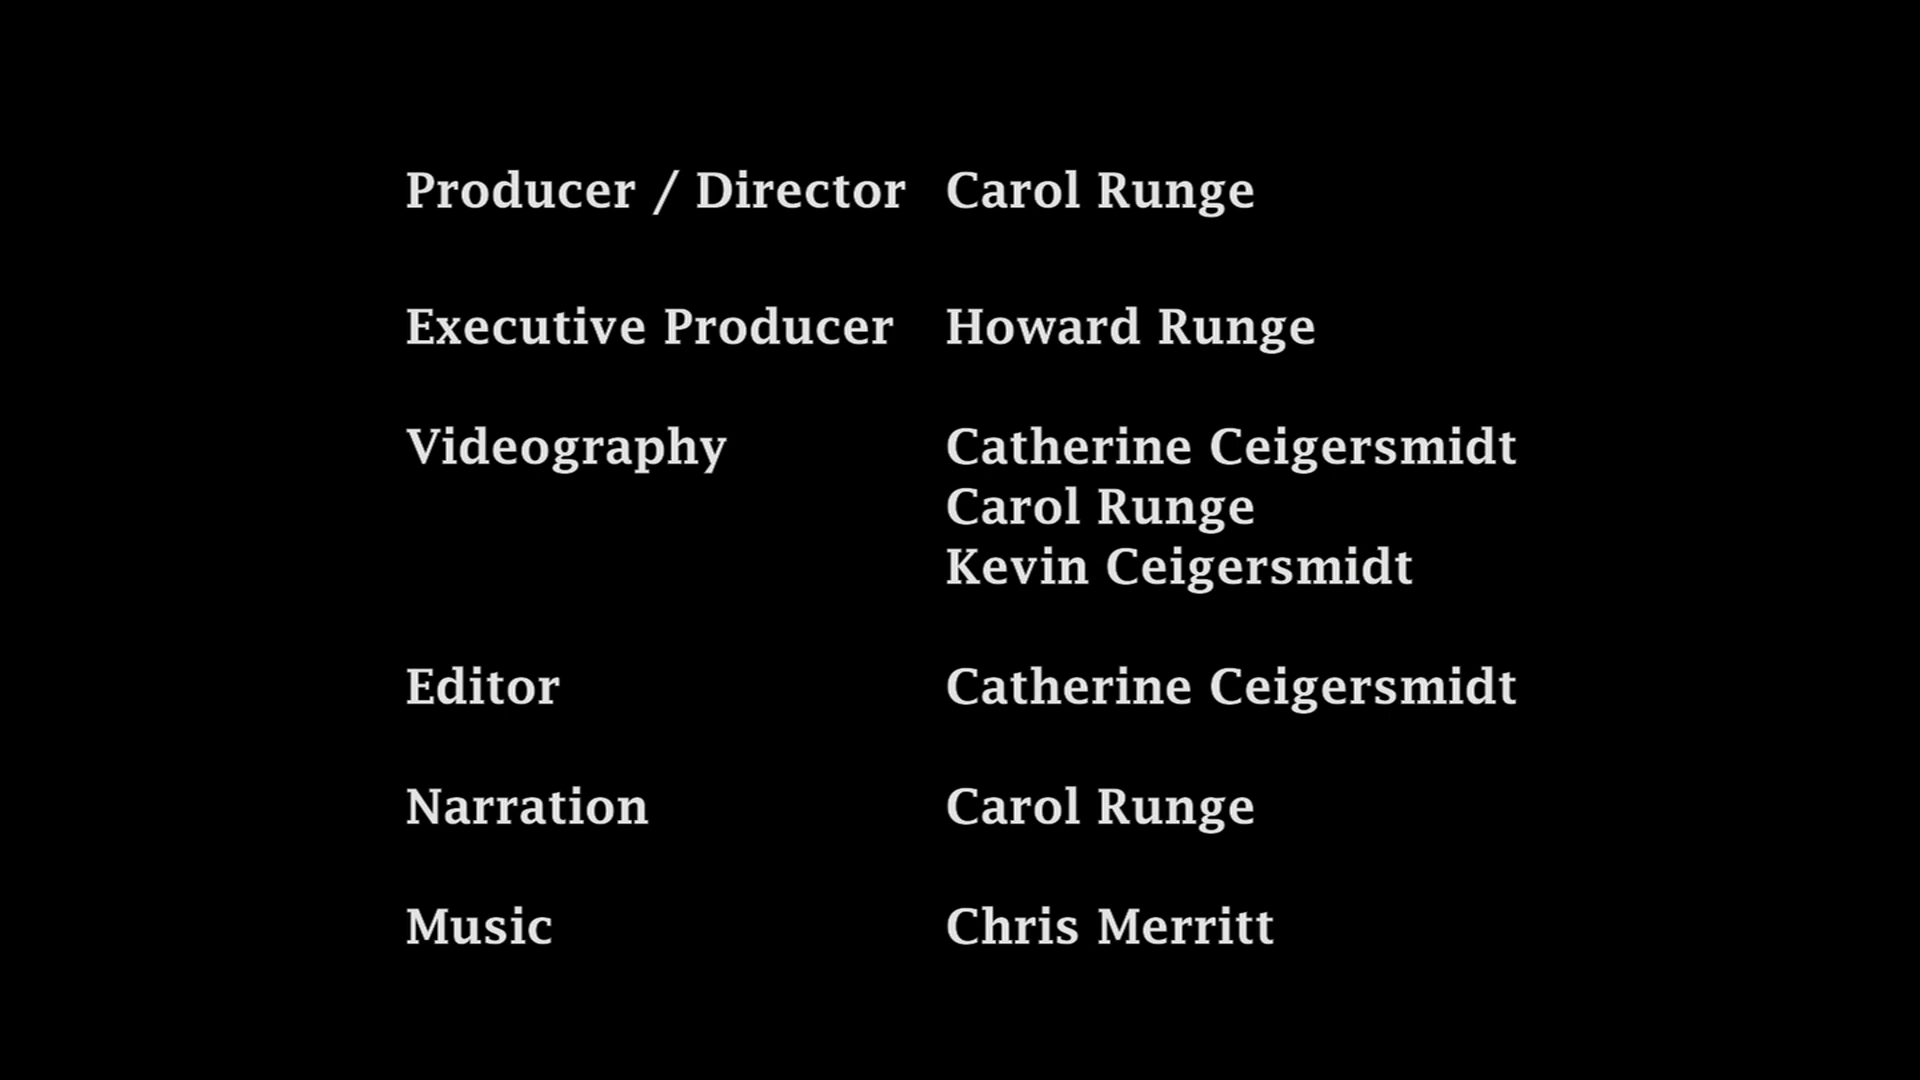 Producer / Director Carol Runge
Executive Producer Howard Runge
Videography Catherine Ceigersmidt
Carol Runge
Kevin Ceigersmidt
Editor Catherine Ceigersmidt
Narration Carol Runge
Music Chris Merritt